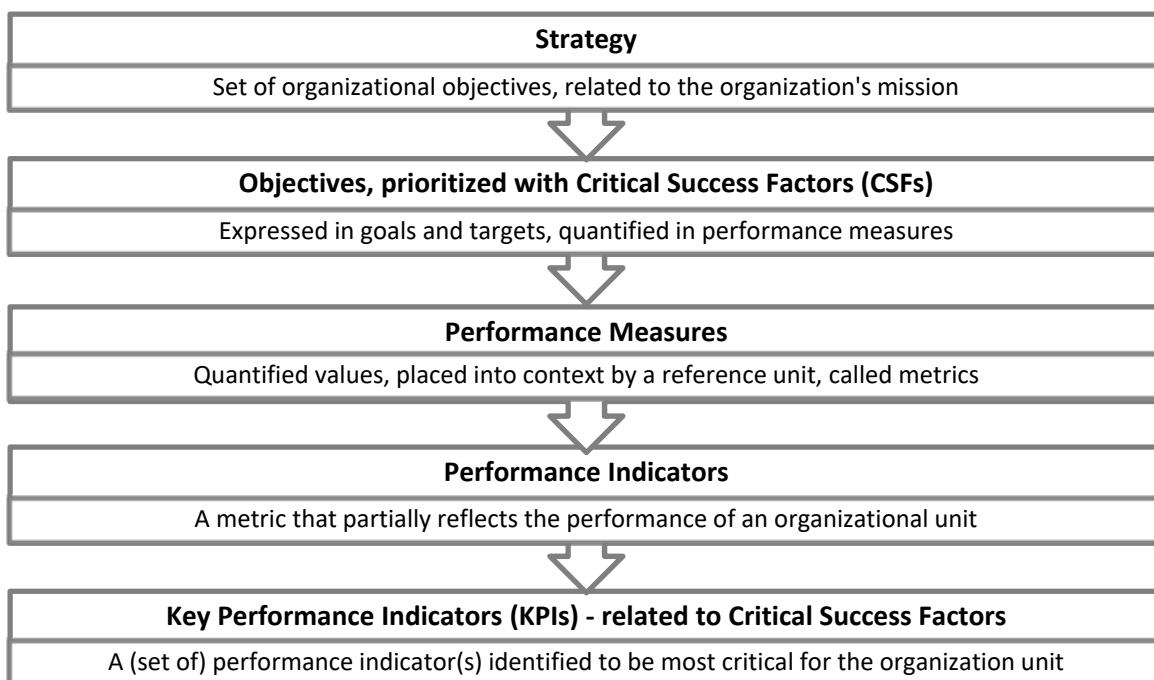 Strategy
Set of organizational objectives, related to the organization's mission
Objectives, prioritized with Critical Success Factors (CSFs)
Expressed in goals and targets, quantified in performance measures
Performance Measures
Quantified values, placed into context by a reference unit, called metrics
Performance Indicators
A metric that partially reflects the performance of an organizational unit
Key Performance Indicators (KPIs) - related to Critical Success Factors
A (set of) performance indicator(s) identified to be most critical for the organization unit